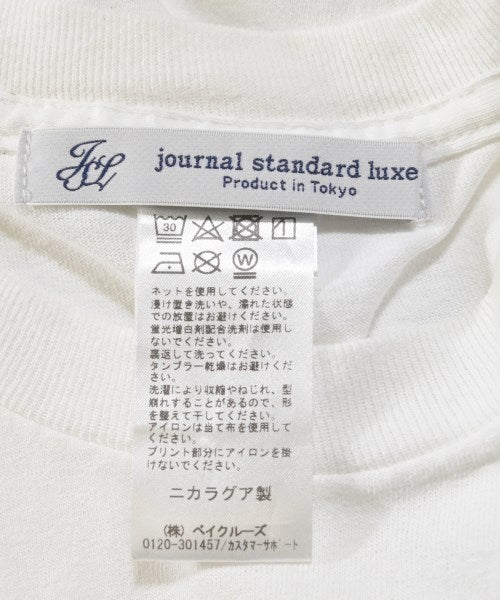 JSL
journal standard luxe
Product in Tokyo
30
W
ネットを使用してください。
浸け置き洗いや、濡れた状態
での放置はお避けください。
蛍光増白剤配合洗剤は使用し
ないでください。
裏返して洗ってください。
タンブラー乾燥はお避けくださ
い。
洗濯により収縮やねじれ、型
崩れすることがあるので、形
を整えて干してください。
アイロンは当て布を使用して
ください。
プリント部分にアイロンを掛
けないでください。
ニカラグア製
(株) ベイクルーズ
0120-301457/カスタマーサポート